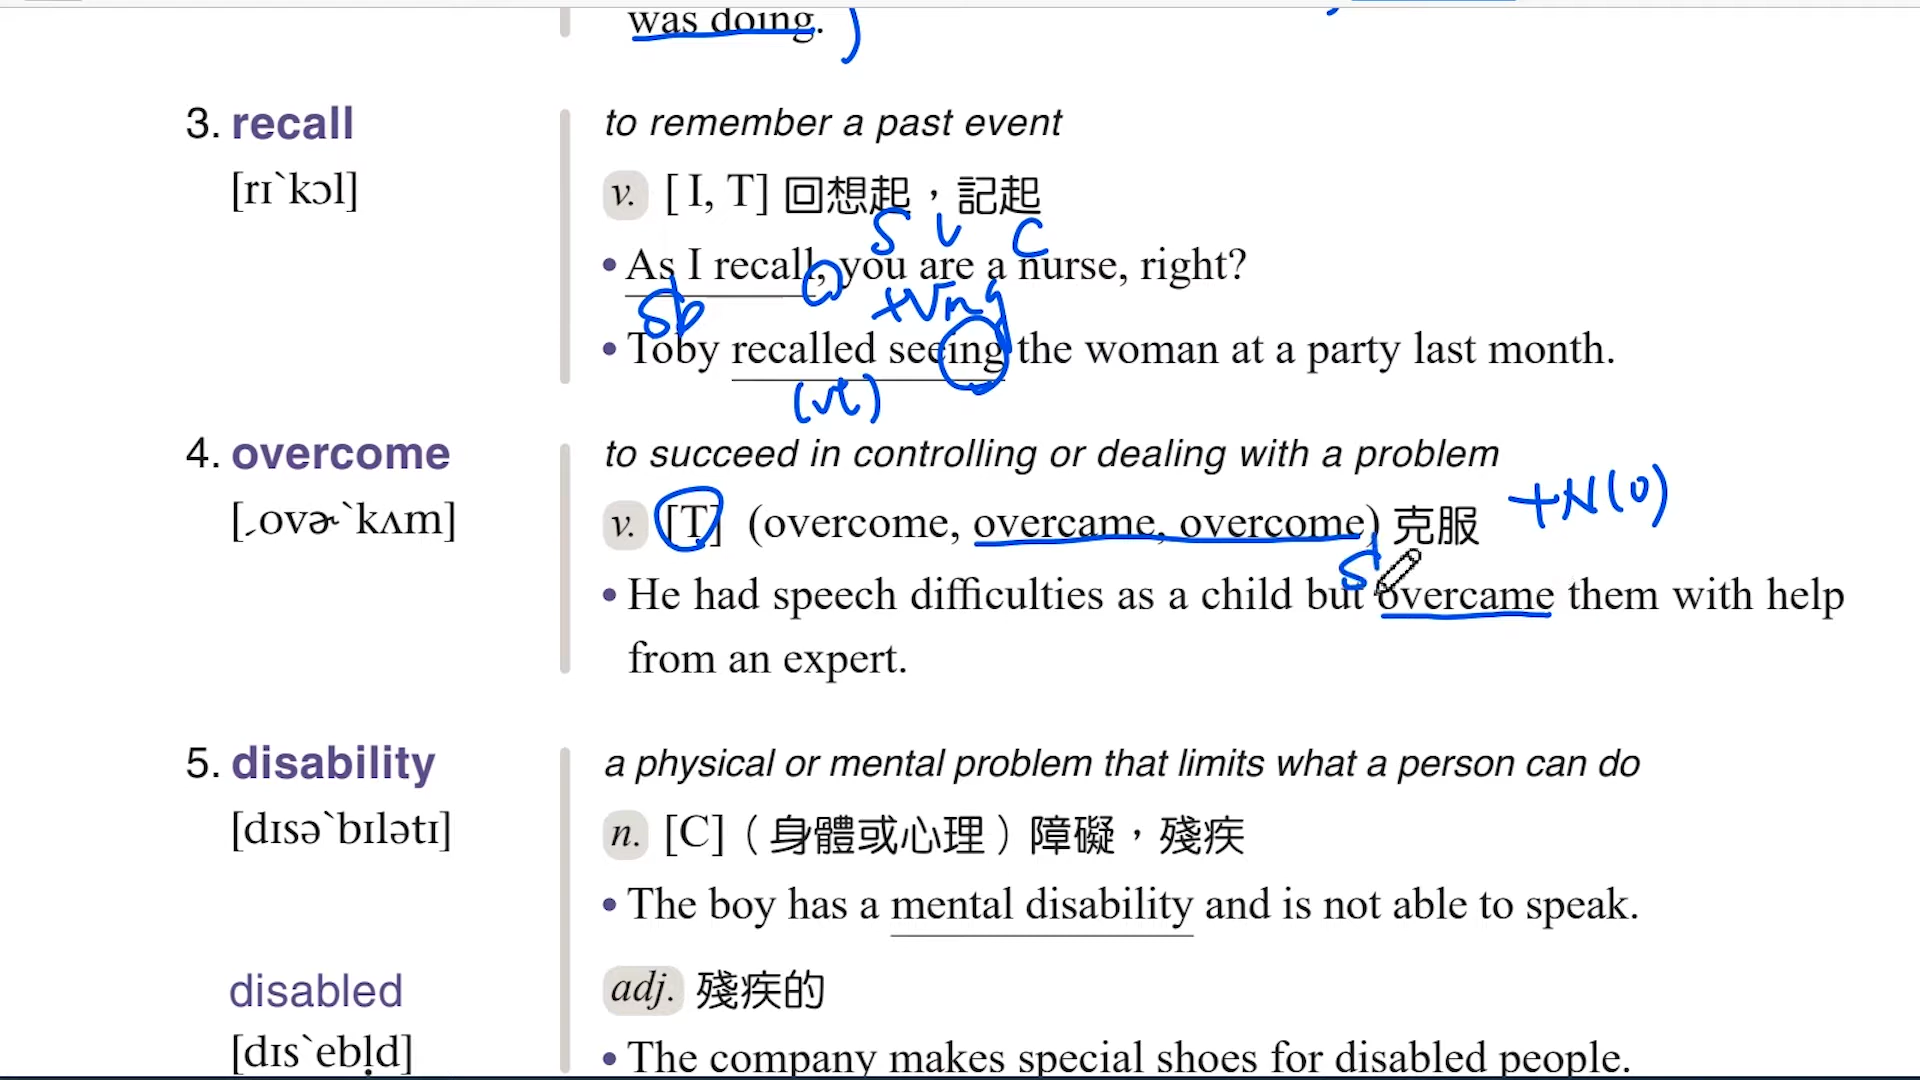 was doing.
3. recall
to remember a past event
[rɪˋkɔl]
v. [ I, T] 回想起，記起
S V C
• As I recall, you are a nurse, right?
+Ving
• Toby recalled seeing the woman at a party last month.
(vt)
4. overcome
to succeed in controlling or dealing with a problem
+N(O)
[ˏovɚˋkʌm]
v. [T] (overcome, overcame, overcome) 克服
• He had speech difficulties as a child but overcame them with help
from an expert.
5. disability
a physical or mental problem that limits what a person can do
[dɪsəˋbɪlətɪ]
n. [C]（身體或心理）障礙，殘疾
• The boy has a mental disability and is not able to speak.
disabled
adj. 殘疾的
[dɪsˋebl̩d]
• The company makes special shoes for disabled people.